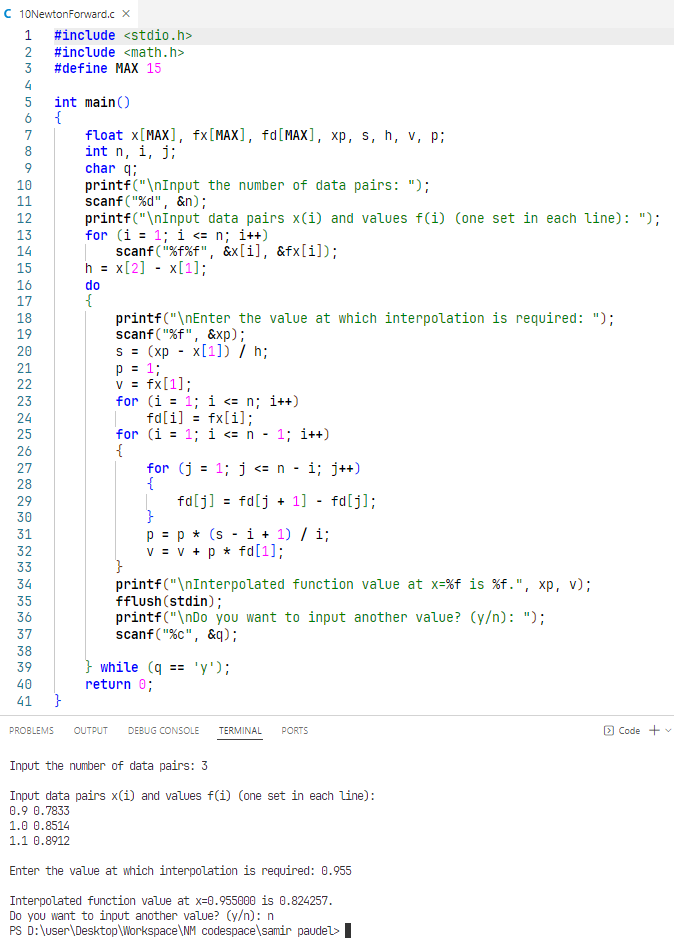 C 10NewtonForward.c ×
1 #include <stdio.h>
2 #include <math.h>
3 #define MAX 15
4
5 int main()
6 {
7     float x[MAX], fx[MAX], fd[MAX], xp, s, h, v, p;
8     int n, i, j;
9     char q;
10     printf("\nInput the number of data pairs: ");
11     scanf("%d", &n);
12     printf("\nInput data pairs x(i) and values f(i) (one set in each line): ");
13     for (i = 1; i <= n; i++)
14         scanf("%f%f", &x[i], &fx[i]);
15     h = x[2] - x[1];
16     do
17     {
18         printf("\nEnter the value at which interpolation is required: ");
19         scanf("%f", &xp);
20         s = (xp - x[1]) / h;
21         p = 1;
22         v = fx[1];
23         for (i = 1; i <= n; i++)
24             fd[i] = fx[i];
25         for (i = 1; i <= n - 1; i++)
26         {
27             for (j = 1; j <= n - i; j++)
28             {
29                 fd[j] = fd[j + 1] - fd[j];
30             }
31             p = p * (s - i + 1) / i;
32             v = v + p * fd[1];
33         }
34         printf("\nInterpolated function value at x=%f is %f.", xp, v);
35         fflush(stdin);
36         printf("\nDo you want to input another value? (y/n): ");
37         scanf("%c", &q);
38
39     } while (q == 'y');
40     return 0;
41 }
PROBLEMS OUTPUT DEBUG CONSOLE TERMINAL PORTS Code
Input the number of data pairs: 3
Input data pairs x(i) and values f(i) (one set in each line):
0.9 0.7833
1.0 0.8514
1.1 0.8912
Enter the value at which interpolation is required: 0.955
Interpolated function value at x=0.955000 is 0.824257.
Do you want to input another value? (y/n): n
PS D:\user\Desktop\Workspace\NM codespace\samir paudel>